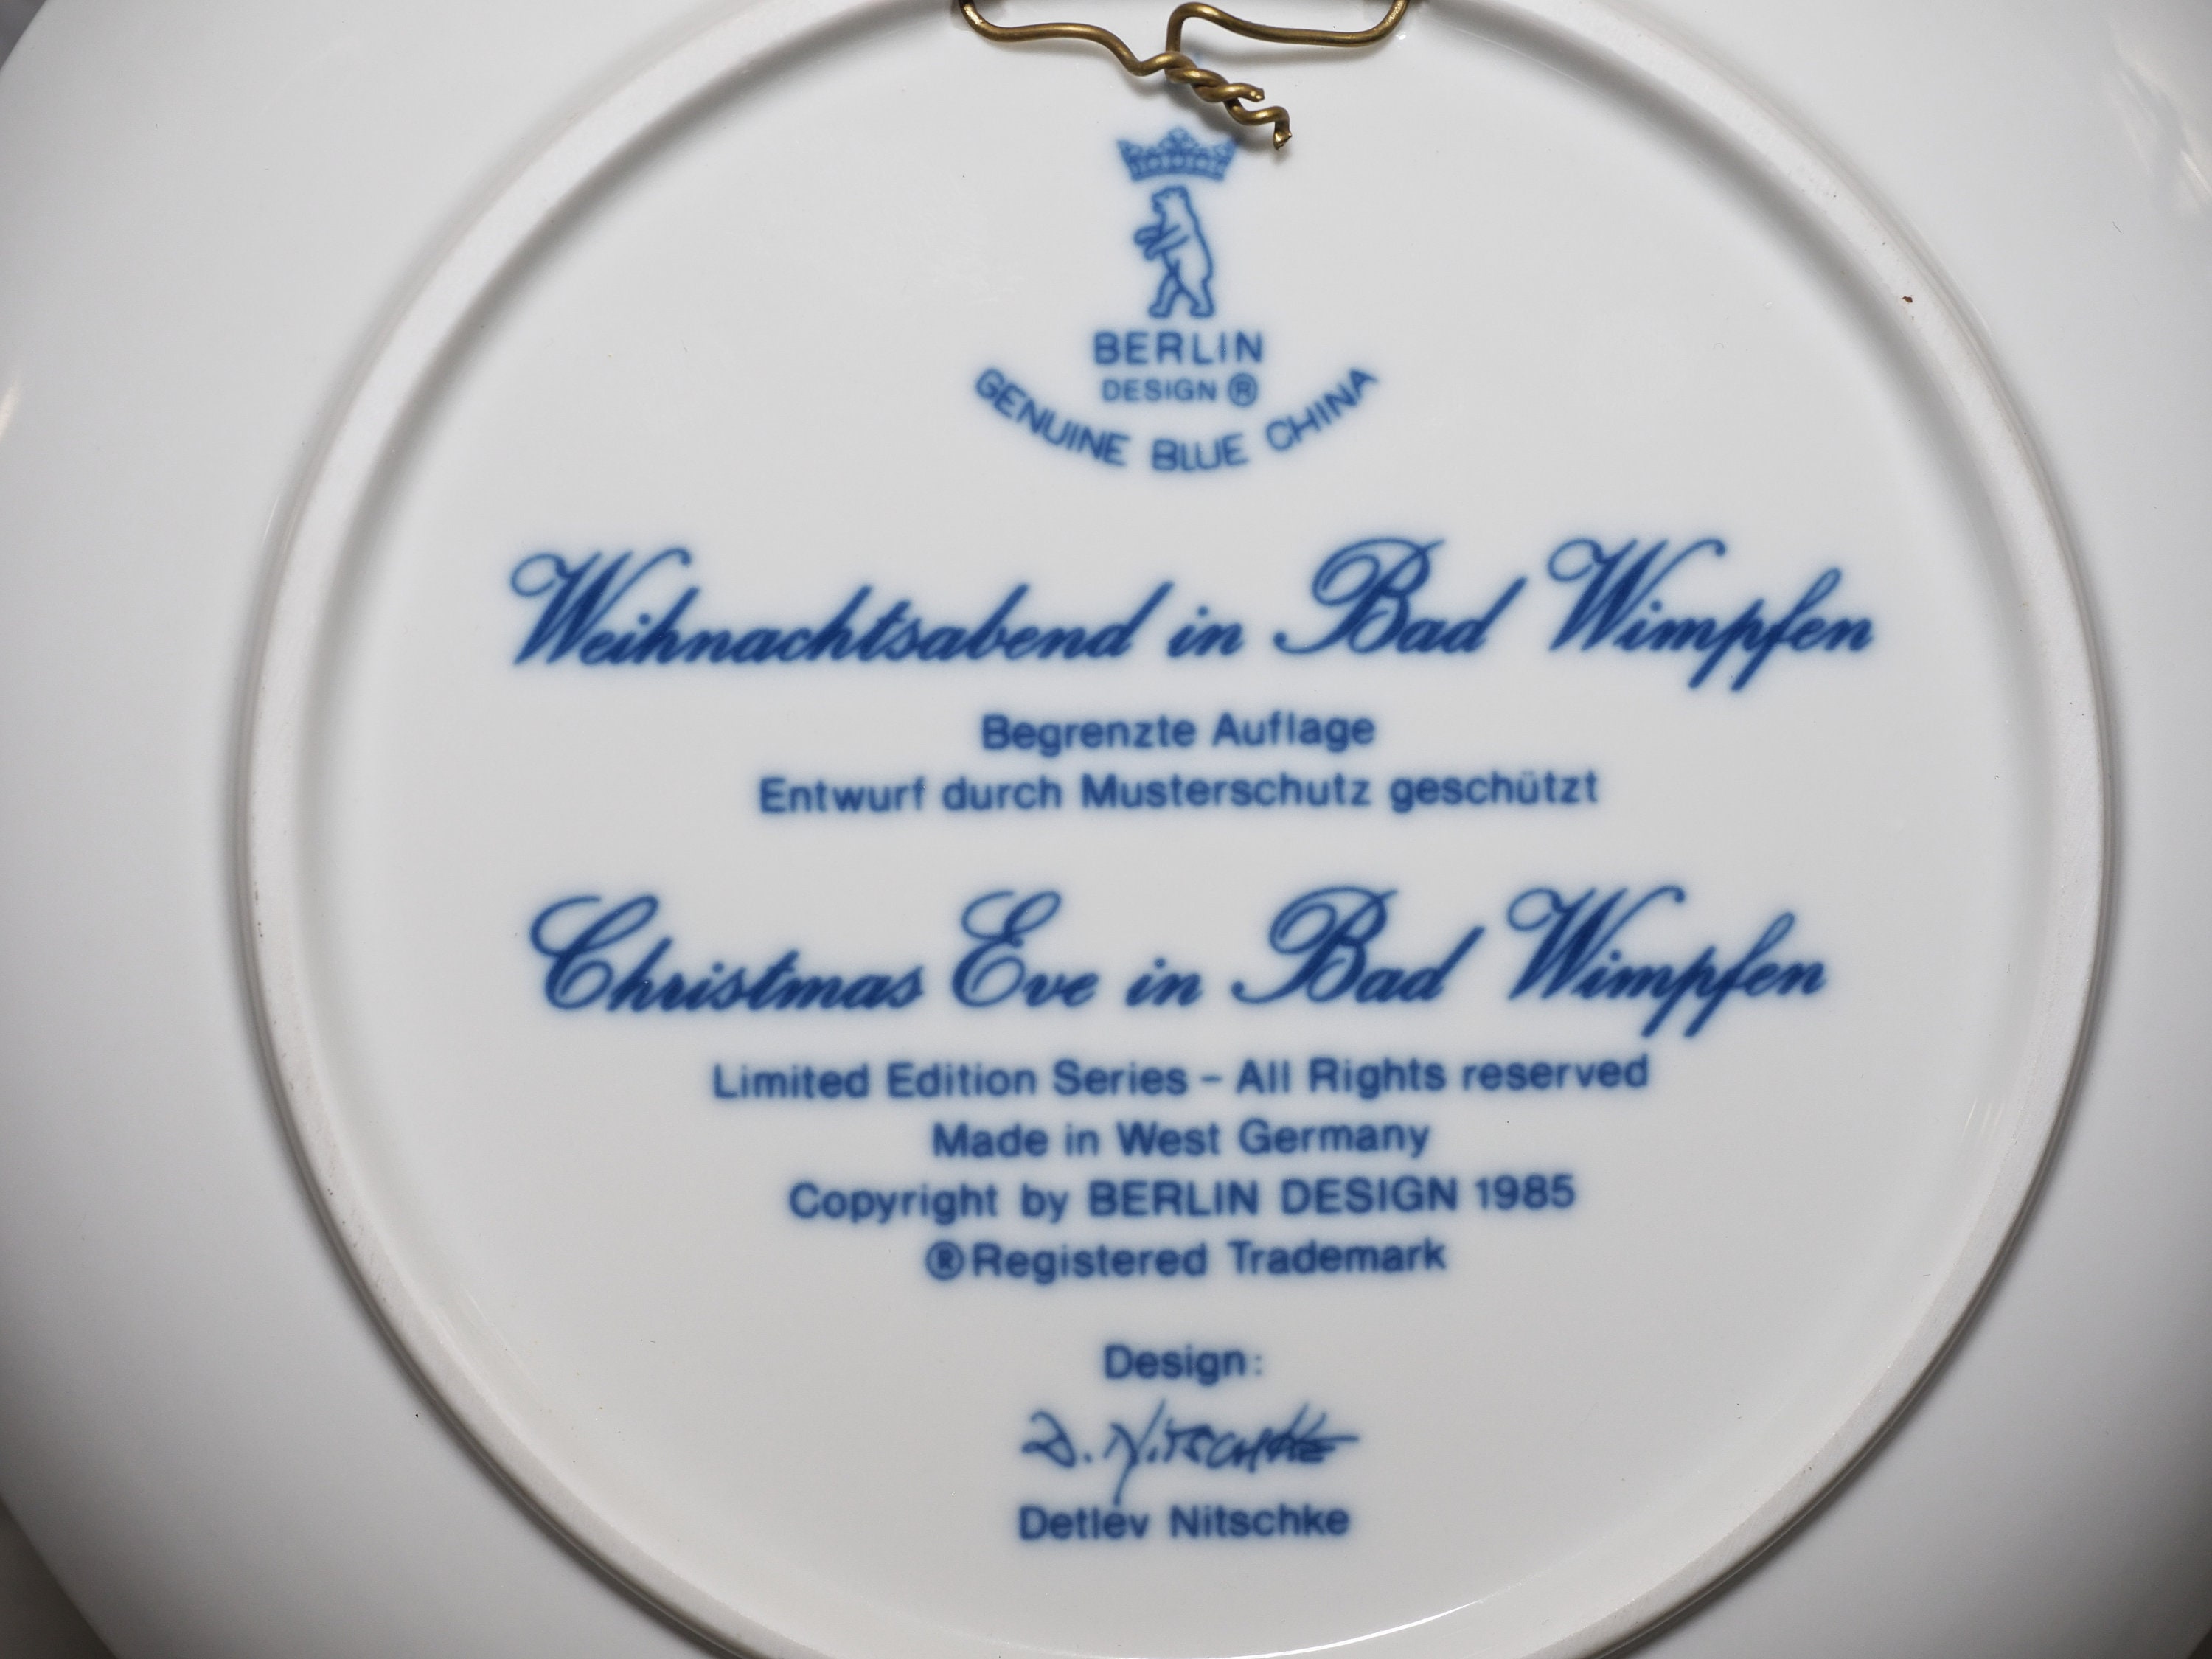 BERLIN
DESIGN ®
GENUINE BLUE CHINA
Weihnachtsabend in Bad Wimpfen
Begrenzte Auflage
Entwurf durch Musterschutz geschützt
Christmas Eve in Bad Wimpfen
Limited Edition Series – All Rights reserved
Made in West Germany
Copyright by BERLIN DESIGN 1985
®Registered Trademark
Design:
D. Nitschke
Detlev Nitschke